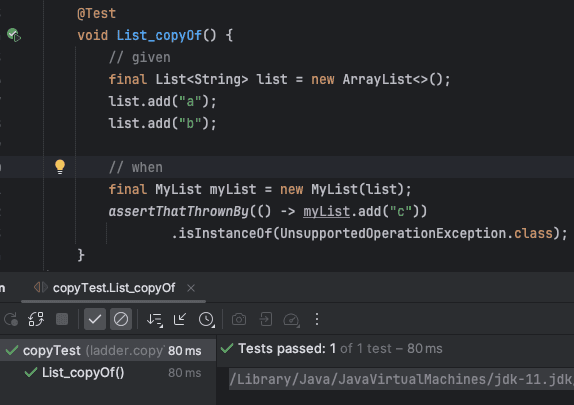 @Test
void List_copyOf() {
// given
final List<String> list = new ArrayList<>();
list.add("a");
list.add("b");
// when
final MyList myList = new MyList(list);
assertThatThrownBy(() -> myList.add("c"))
.isInstanceOf(UnsupportedOperationException.class);
}
copyTest.List_copyOf
copyTest (ladder.copy 80 ms
List_copyOf() 80 ms
Tests passed: 1 of 1 test – 80 ms
/Library/Java/JavaVirtualMachines/jdk-11.jdk